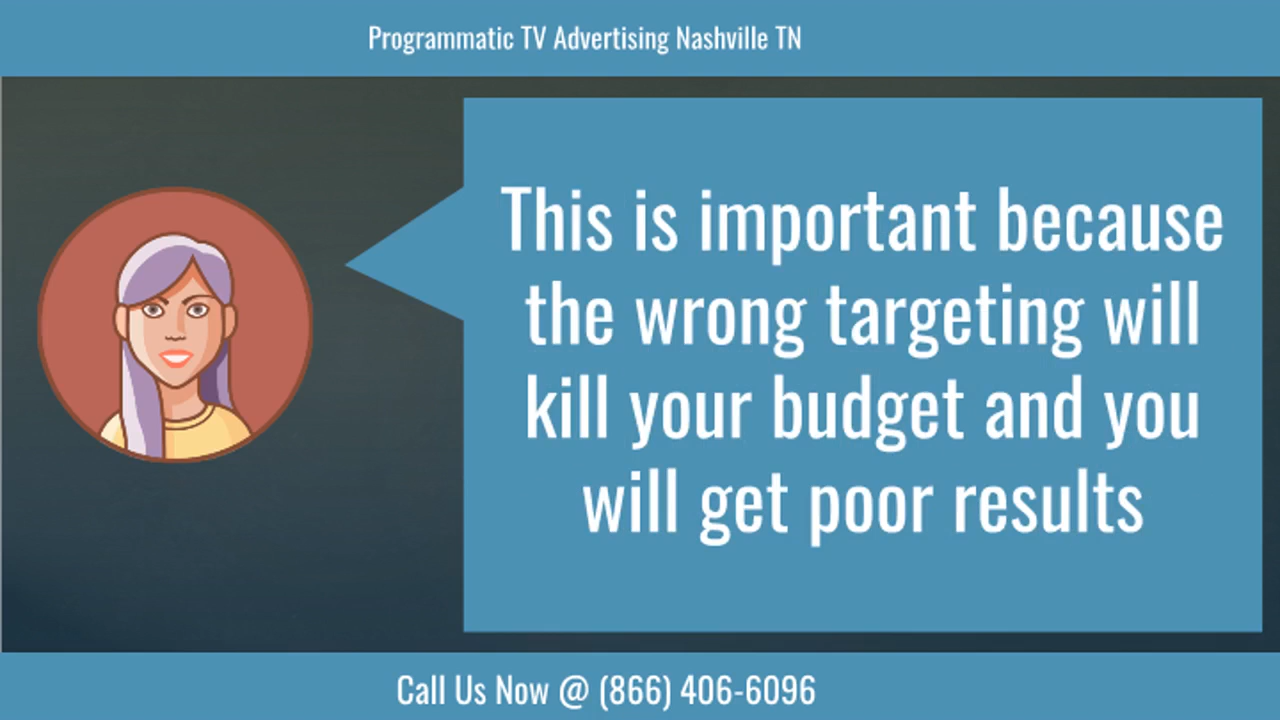 Programmatic TV Advertising Nashville TN
This is important because
the wrong targeting will
kill your budget and you
will get poor results
Call Us Now @ (866) 406-6096